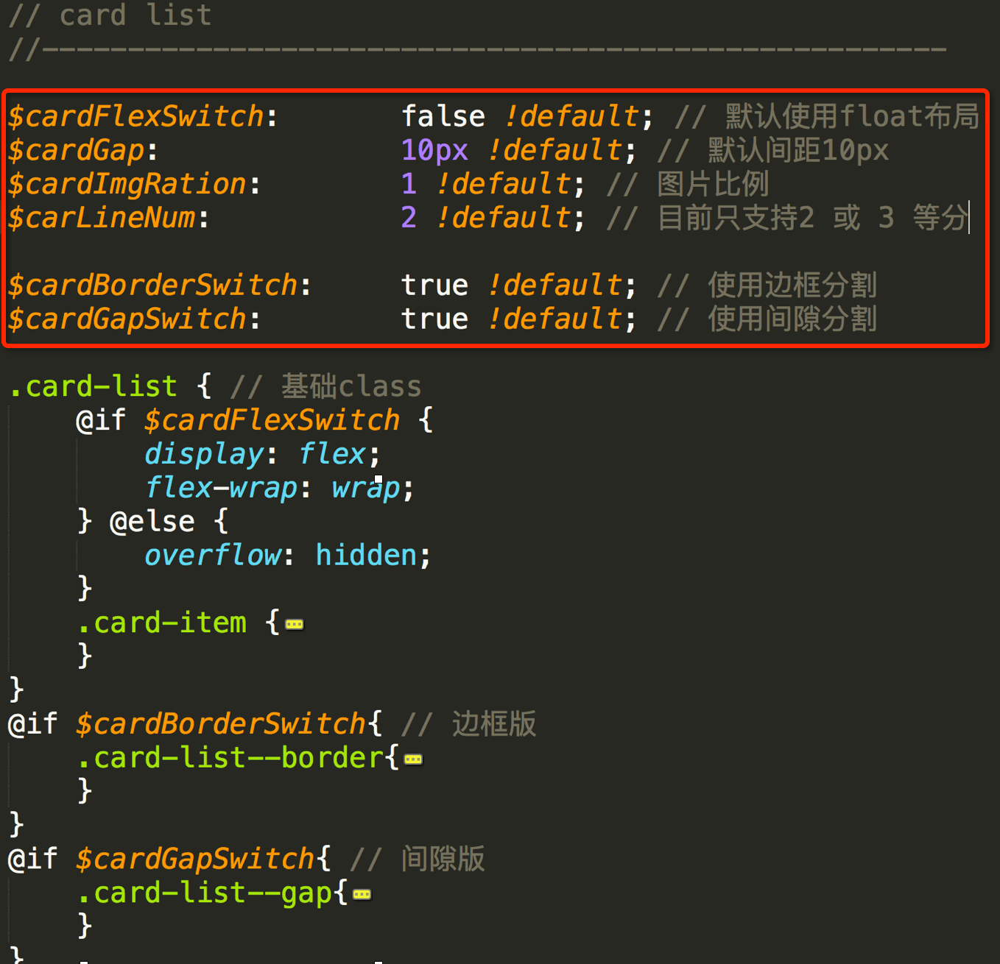 // card list
//-----------------------------------------------------
$cardFlexSwitch: false !default; // 默认使用float布局
$cardGap: 10px !default; // 默认间距10px
$cardImgRation: 1 !default; // 图片比例
$carLineNum: 2 !default; // 目前只支持2 或 3 等分
$cardBorderSwitch: true !default; // 使用边框分割
$cardGapSwitch: true !default; // 使用间隙分割
.card-list { // 基础class
@if $cardFlexSwitch {
display: flex;
flex-wrap: wrap;
} @else {
overflow: hidden;
}
.card-item {
}
}
@if $cardBorderSwitch{ // 边框版
.card-list--border{
}
}
@if $cardGapSwitch{ // 间隙版
.card-list--gap{
}
}